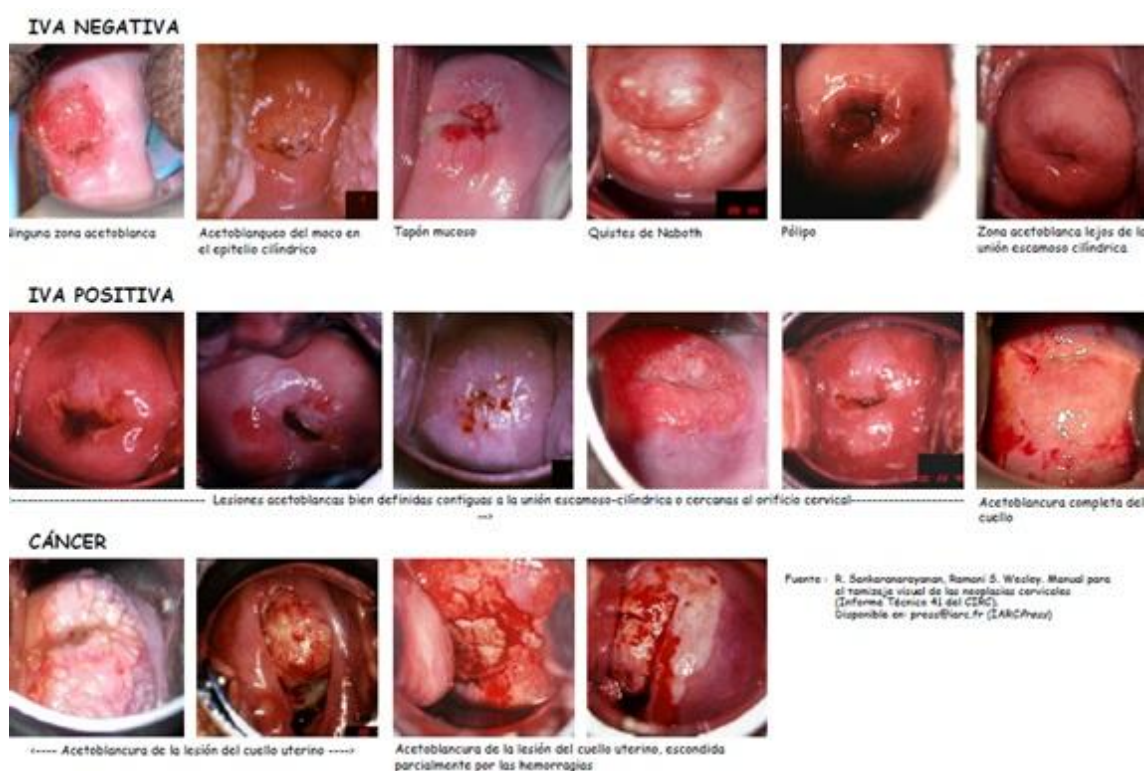 IVA NEGATIVA
Ninguna zona acetoblanca
Acetoblanqueo del moco en
el epitelio cilíndrico
Tapón mucoso
Quistes de Naboth
Pólipo
Zona acetoblanca lejos de la
unión escamoso cilíndrica
IVA POSITIVA
Lesiones acetoblancas bien definidas contiguas a la unión escamoso-cilíndrica o cercanas al orificio cervical
Acetoblancura completa del
cuello
CÁNCER
<---- Acetoblancura de la lesión del cuello uterino ---->
Acetoblancura de la lesión del cuello uterino, escondida
parcialmente por las hemorragias
Fuente : R. Sankaranarayanan, Ramani S. Wesley. Manual para
el tamizaje visual de las neoplasias cervicales
(Informe Técnico 41 del CIRC).
Disponible en: press@iarc.fr (IARCPress)